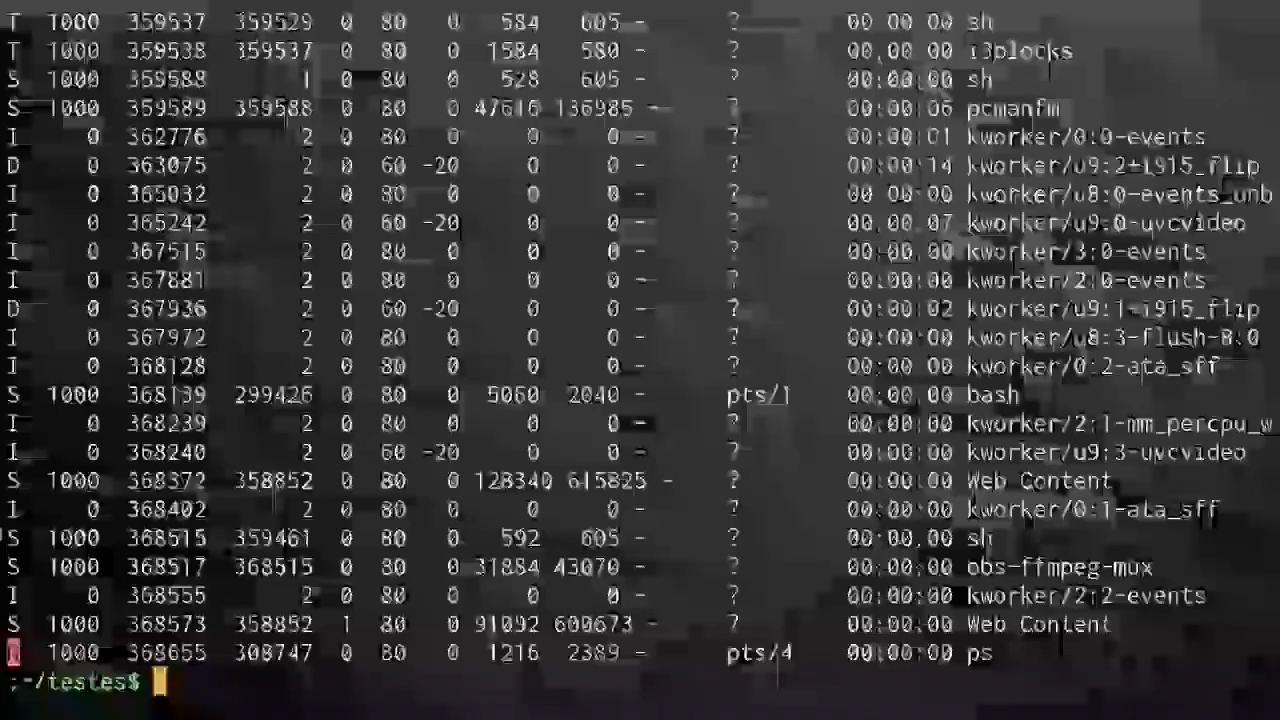 T 1000 359537 359529 0 80 0 584 605 - ? 00:00:00 sh
T 1000 359538 359537 0 80 0 1584 580 - ? 00:00:00 i3blocks
S 1000 359588 1 0 80 0 528 605 - ? 00:00:00 sh
S 1000 359589 359588 0 80 0 47616 136985 - ? 00:00:06 pcmanfm
I 0 362776 2 0 80 0 0 0 - ? 00:00:01 kworker/0:0-events
D 0 363075 2 0 60 -20 0 0 - ? 00:00:14 kworker/u9:2+i915_flip
I 0 365032 2 0 80 0 0 0 - ? 00:00:00 kworker/u8:0-events_unb
I 0 365242 2 0 60 -20 0 0 - ? 00:00:07 kworker/u9:0-uvcvideo
I 0 367515 2 0 80 0 0 0 - ? 00:00:00 kworker/3:0-events
I 0 367881 2 0 80 0 0 0 - ? 00:00:00 kworker/2:0-events
D 0 367936 2 0 60 -20 0 0 - ? 00:00:02 kworker/u9:1-i915_flip
I 0 367972 2 0 80 0 0 0 - ? 00:00:00 kworker/u8:3-flush-8:0
I 0 368128 2 0 80 0 0 0 - ? 00:00:00 kworker/0:2-ata_sff
S 1000 368139 299426 0 80 0 5060 2040 - pts/1 00:00:00 bash
I 0 368239 2 0 80 0 0 0 - ? 00:00:00 kworker/2:1-mm_percpu_w
I 0 368240 2 0 60 -20 0 0 - ? 00:00:00 kworker/u9:3-uvcvideo
S 1000 368372 358852 0 80 0 128340 615825 - ? 00:00:00 Web Content
I 0 368402 2 0 80 0 0 0 - ? 00:00:00 kworker/0:1-ata_sff
S 1000 368515 359461 0 80 0 592 605 - ? 00:00:00 sh
S 1000 368517 368515 0 80 0 31884 43070 - ? 00:00:00 obs-ffmpeg-mux
I 0 368555 2 0 80 0 0 0 - ? 00:00:00 kworker/2:2-events
S 1000 368573 358852 1 80 0 91092 600673 - ? 00:00:00 Web Content
1000 368655 308747 0 80 0 1216 2389 - pts/4 00:00:00 ps
:~/testes$